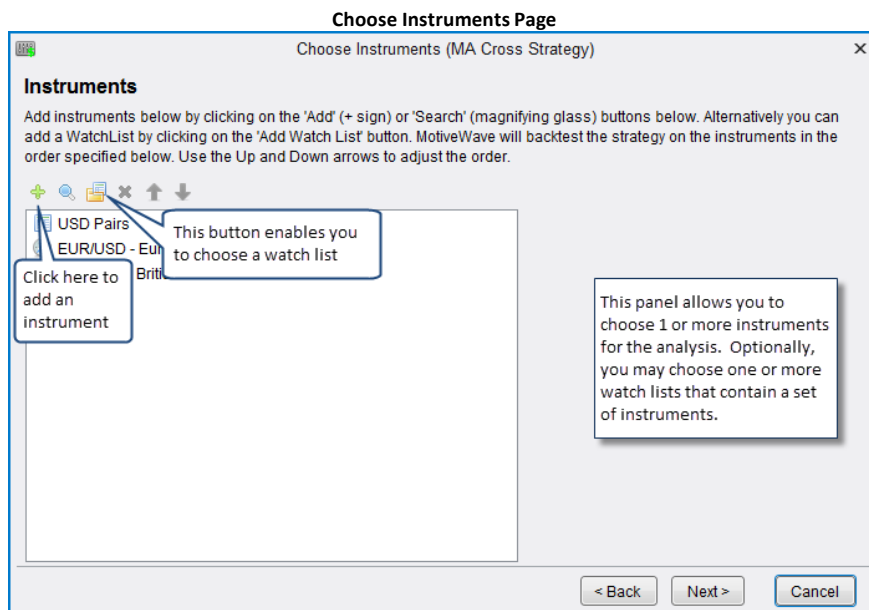 Choose Instruments Page
Choose Instruments (MA Cross Strategy)
Instruments
Add instruments below by clicking on the 'Add' (+ sign) or 'Search' (magnifying glass) buttons below. Alternatively you can
add a WatchList by clicking on the 'Add Watch List' button. MotiveWave will backtest the strategy on the instruments in the
order specified below. Use the Up and Down arrows to adjust the order.
USD Pairs
EUR/USD - Eur
Briti
This button enables you
to choose a watch list
Click here to
add an
instrument
This panel allows you to
choose 1 or more instruments
for the analysis. Optionally,
you may choose one or more
watch lists that contain a set
of instruments.
< Back
Next >
Cancel